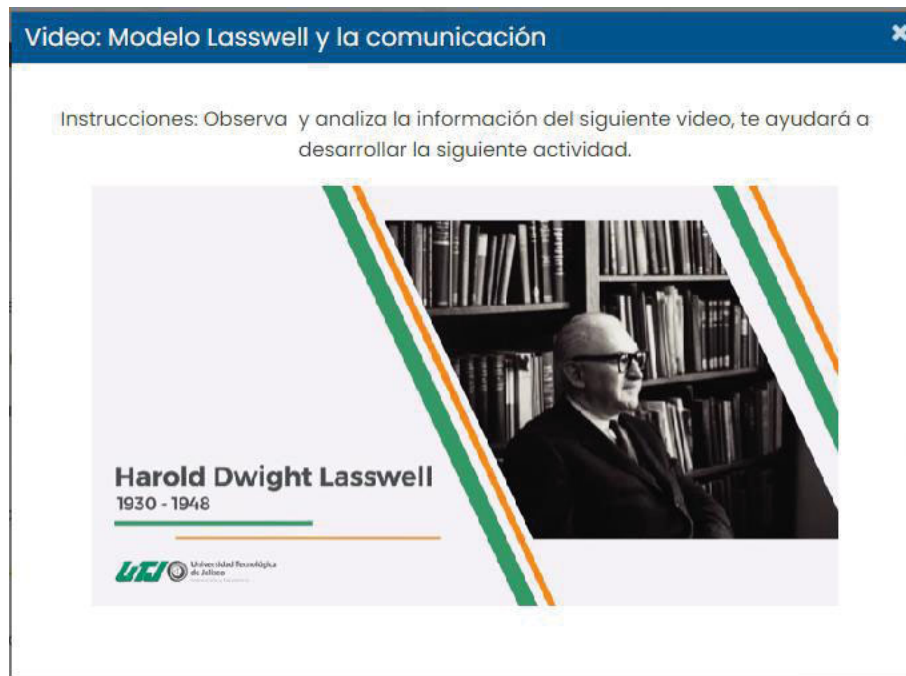 Video: Modelo Lasswell y la comunicación
Instrucciones: Observa y analiza la información del siguiente video, te ayudará a
desarrollar la siguiente actividad.
Harold Dwight Lasswell
1930 - 1948
UTJ
Universidad Tecnológica
de Jalisco